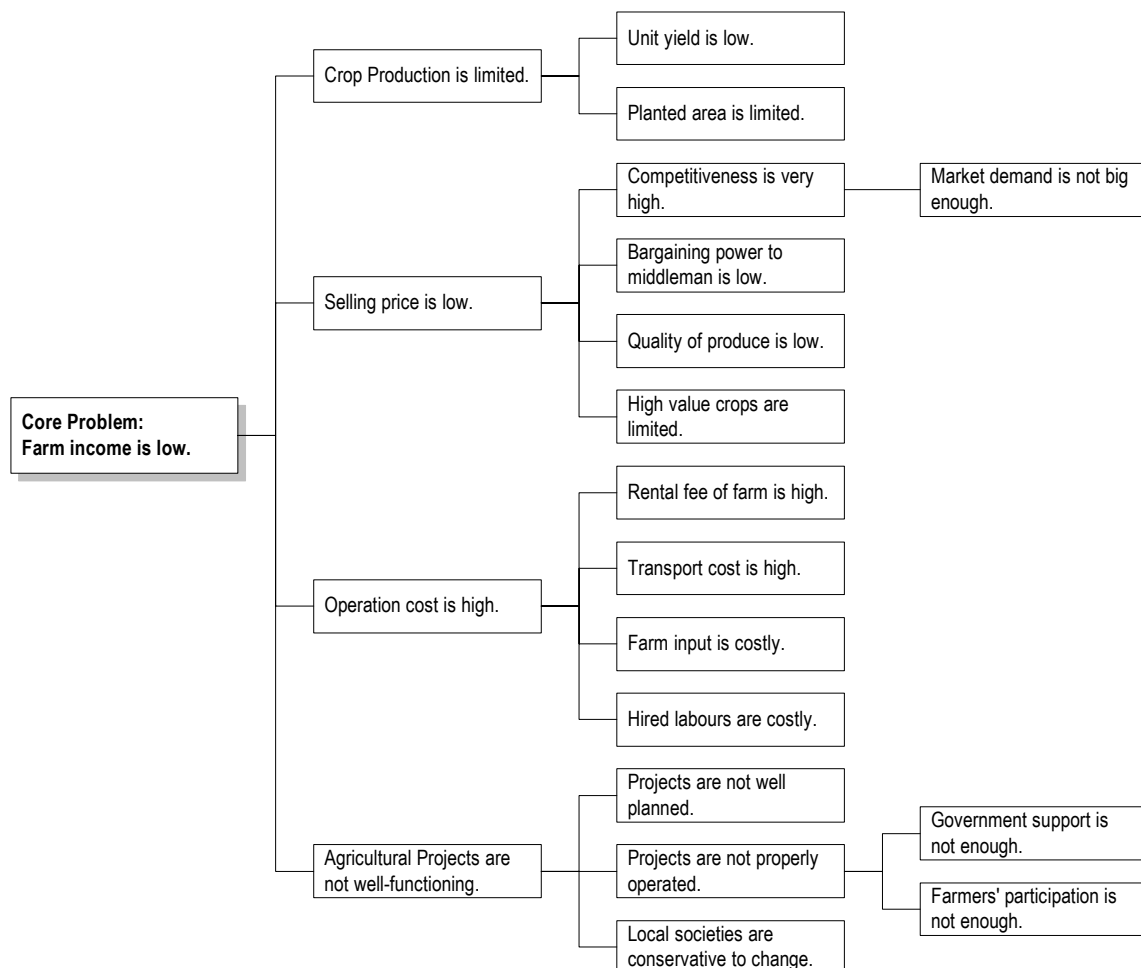 Core Problem:
Farm income is low.
Crop Production is limited.
Unit yield is low.
Planted area is limited.
Selling price is low.
Competitiveness is very
high.
Market demand is not big
enough.
Bargaining power to
middleman is low.
Quality of produce is low.
High value crops are
limited.
Operation cost is high.
Rental fee of farm is high.
Transport cost is high.
Farm input is costly.
Hired labours are costly.
Agricultural Projects are
not well-functioning.
Projects are not well
planned.
Projects are not properly
operated.
Government support is
not enough.
Farmers' participation is
not enough.
Local societies are
conservative to change.